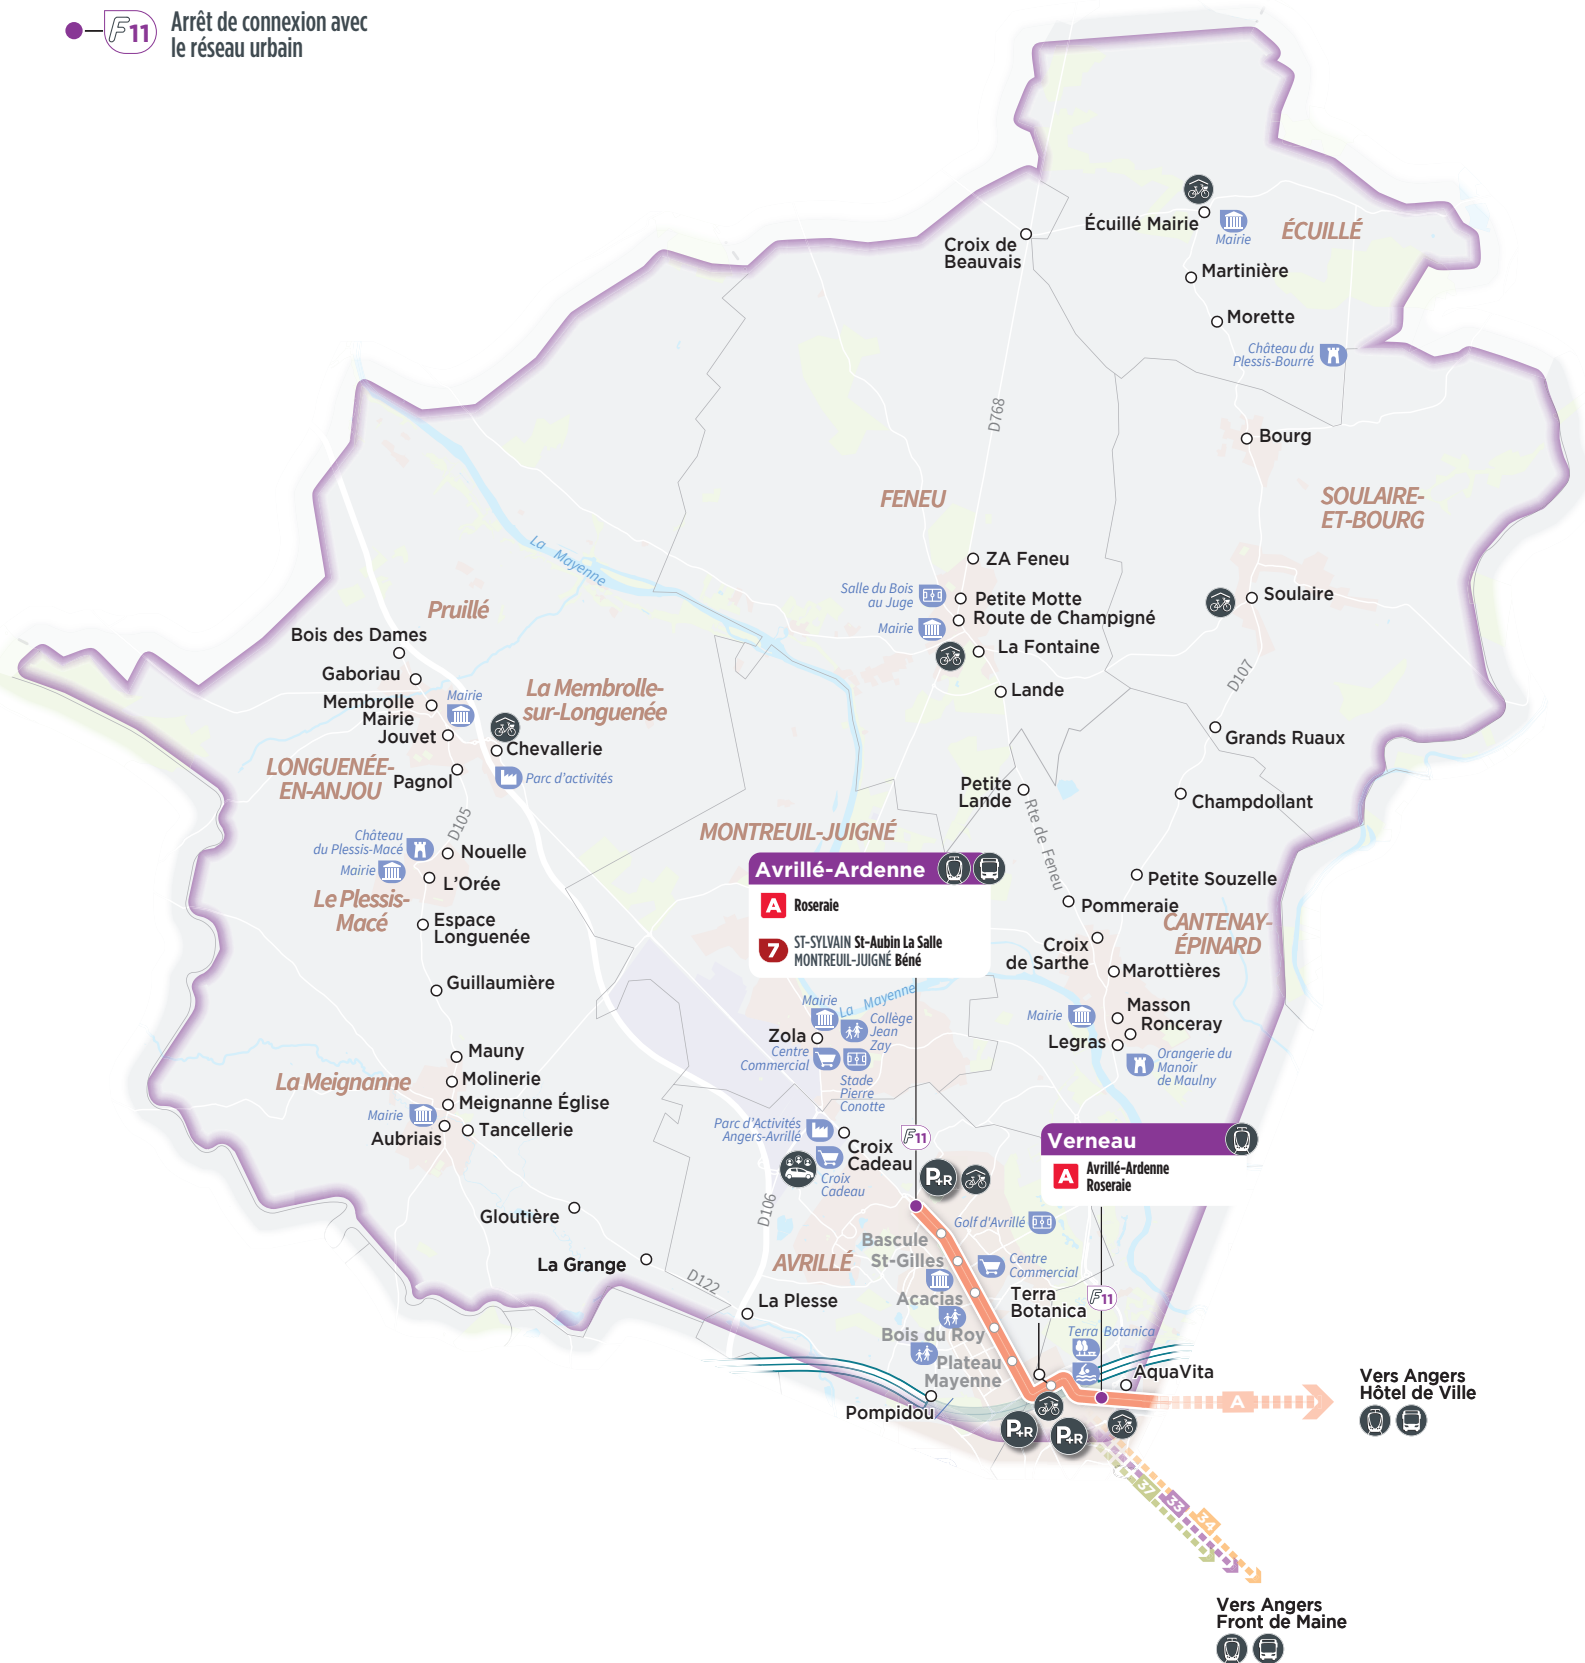 F11
Arrêt de connexion avec
le réseau urbain
Écuillé Mairie
Mairie
ÉCUILLÉ
Croix de
Beauvais
Martinière
Morette
Château du
Plessis-Bourré
D768
Bourg
FENEU
SOULAIRE-
ET-BOURG
La Mayenne
ZA Feneu
Salle du Bois
au Juge
Petite Motte
Route de Champigné
Mairie
La Fontaine
Lande
Soulaire
D107
Grands Ruaux
Pruillé
Bois des Dames
Gaboriau
Membrolle
Mairie
Mairie
Jouvet
La Membrolle-
sur-Longuenée
Chevallerie
LONGUENÉE-
EN-ANJOU
Pagnol
Parc d'activités
D105
Petite
Lande
Rte de Feneu
Champdollant
Château
du Plessis-Macé
Mairie
Nouelle
L'Orée
Le Plessis-
Macé
Espace
Longuenée
MONTREUIL-JUIGNÉ
Avrillé-Ardenne
A Roseraie
7 ST-SYLVAIN St-Aubin La Salle
MONTREUIL-JUIGNÉ Béné
Petite Souzelle
Pommeraie
CANTENAY-
ÉPINARD
Croix
de Sarthe
Marottières
Guillaumière
Mairie
La Mayenne
Zola
Collège
Jean
Zay
Centre
Commercial
Stade
Pierre
Conotte
Mairie
Masson
Ronceray
Legras
Orangerie du
Manoir
de Maulny
Mauny
La Meignanne
Molinerie
Meignanne Église
Mairie
Aubriais
Tancellerie
Parc d'Activités
Angers-Avrillé
Croix
Cadeau
Croix
Cadeau
F11
P+R
Verneau
A Avrillé-Ardenne
Roseraie
Gloutière
La Grange
D106
D122
La Plesse
AVRILLÉ
Golf d'Avrillé
Bascule
St-Gilles
Centre
Commercial
Acacias
Terra
Botanica
F11
Bois du Roy
Terra Botanica
Plateau
Mayenne
AquaVita
Pompidou
P+R
P+R
A
Vers Angers
Hôtel de Ville
37
33
34
Vers Angers
Front de Maine